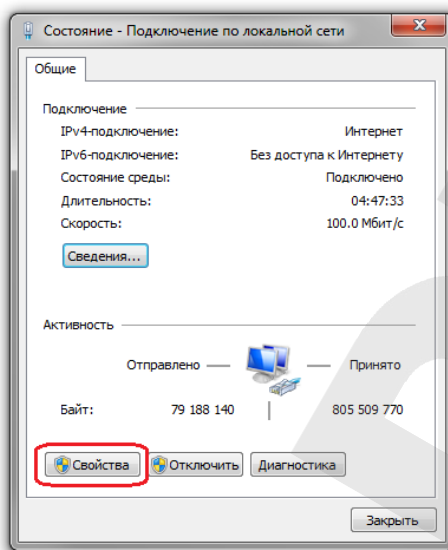 Состояние - Подключение по локальной сети
Общие
Подключение
IPv4-подключение: Интернет
IPv6-подключение: Без доступа к Интернету
Состояние среды: Подключено
Длительность: 04:47:33
Скорость: 100.0 Мбит/с
Сведения...
Активность
Отправлено — — Принято
Байт: 79 188 140 | 805 509 770
Свойства Отключить Диагностика
Закрыть